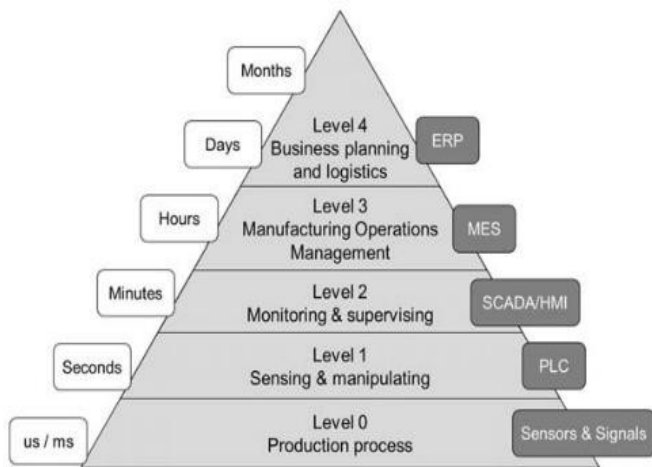 Months
Level 4
Days
Business planning
and logistics
ERP
Level 3
Hours
Manufacturing Operations
Management
MES
Level 2
Minutes
Monitoring & supervising
SCADA/HMI
Level 1
Seconds
Sensing & manipulating
PLC
Level 0
us / ms
Production process
Sensors & Signals